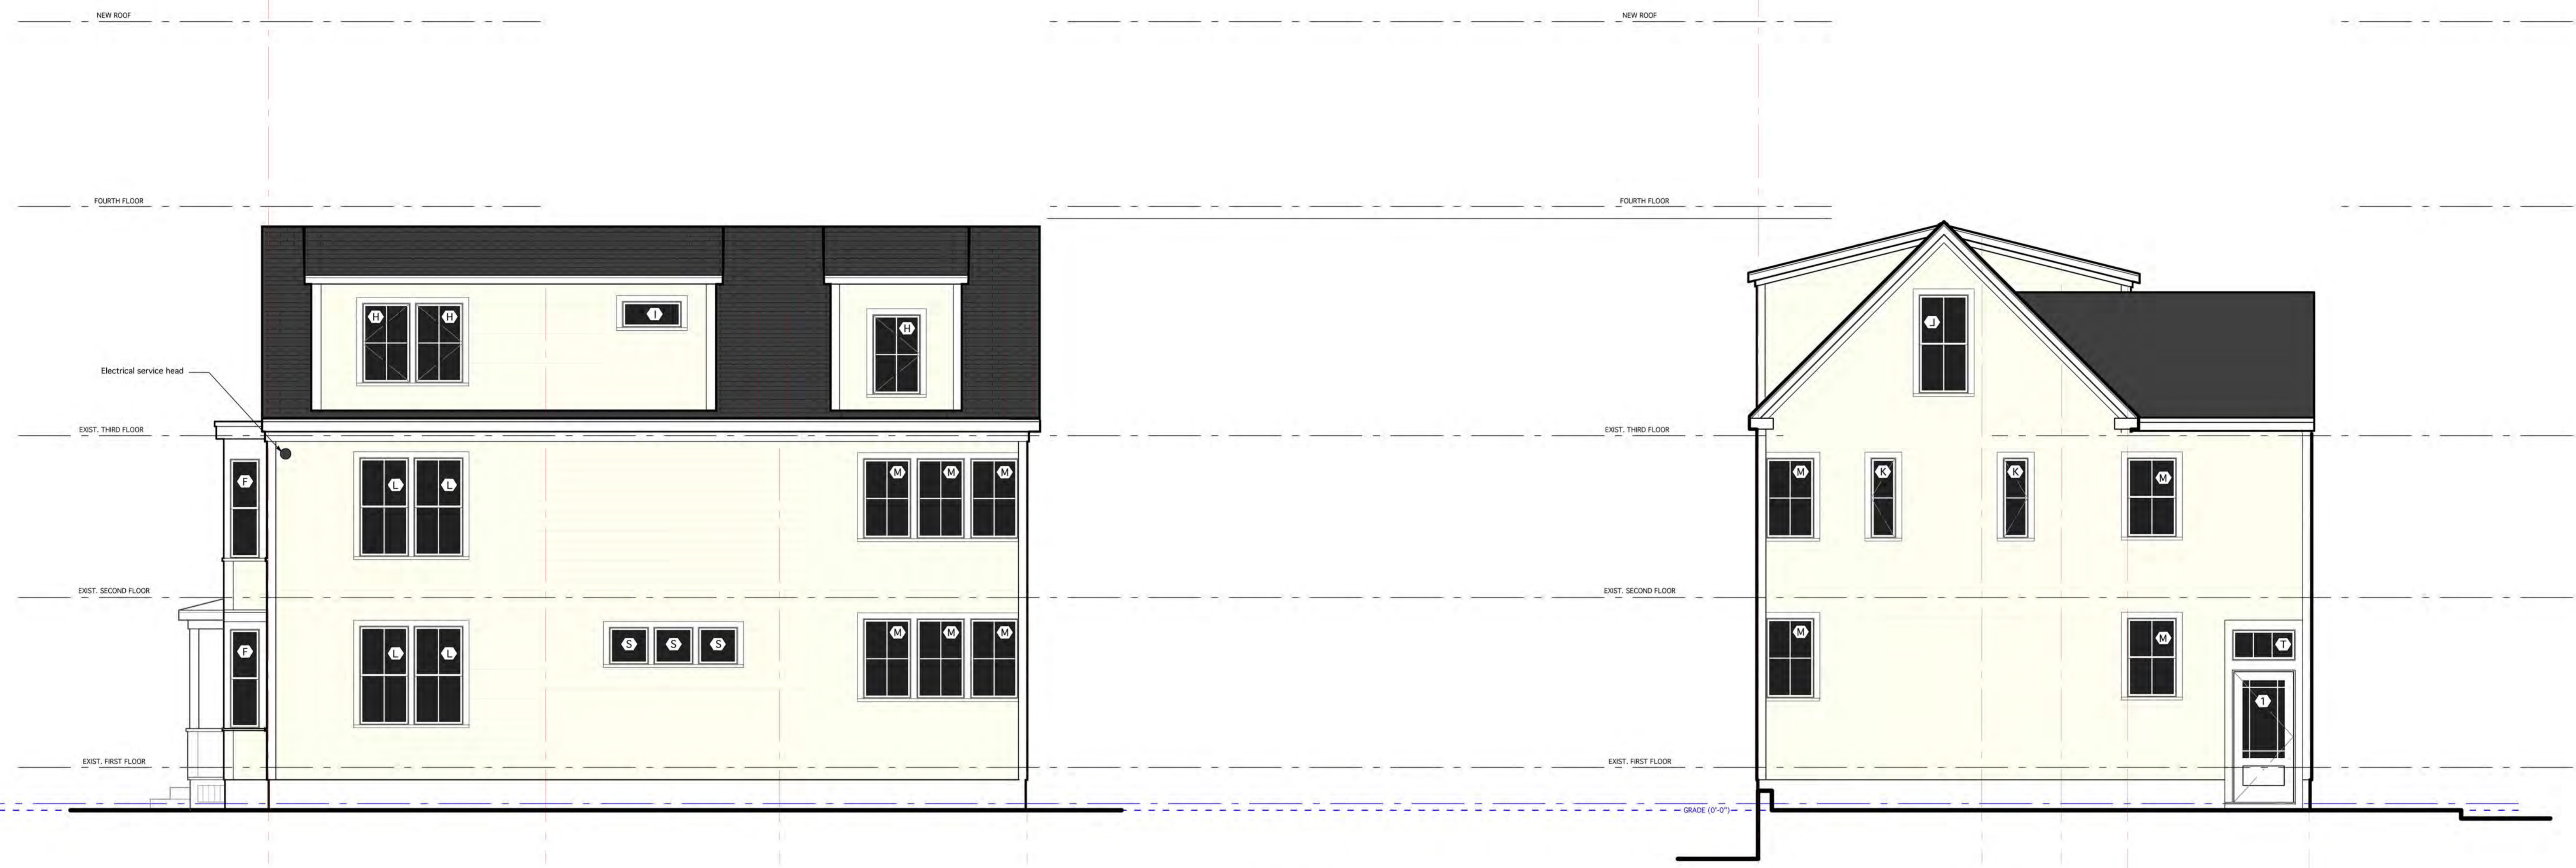 NEW ROOF NEW ROOF
FOURTH FLOOR FOURTH FLOOR
H H I H J
Electrical service head
EXIST. THIRD FLOOR EXIST. THIRD FLOOR
F L L M M M M K K M
EXIST. SECOND FLOOR EXIST. SECOND FLOOR
F L L S S S M M M M M T
1
EXIST. FIRST FLOOR EXIST. FIRST FLOOR
GRADE (0'-0")